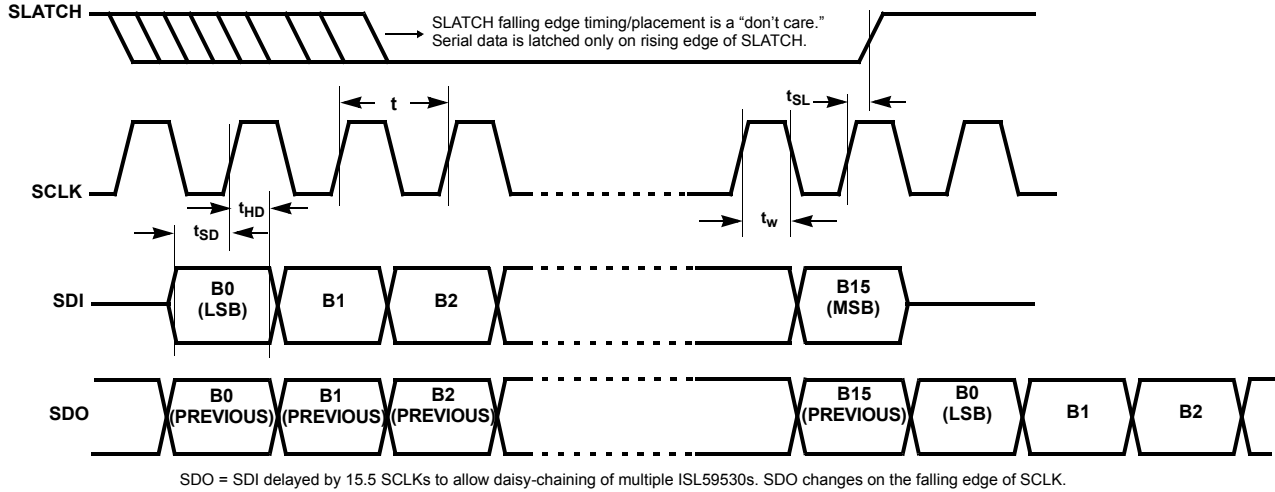 SLATCH
SLATCH falling edge timing/placement is a “don’t care.”
Serial data is latched only on rising edge of SLATCH.
t
tSL
SCLK
tHD
tSD
tw
SDI
B0
(LSB)
B1
B2
B15
(MSB)
SDO
B0
(PREVIOUS)
B1
(PREVIOUS)
B2
(PREVIOUS)
B15
(PREVIOUS)
B0
(LSB)
B1
B2
SDO = SDI delayed by 15.5 SCLKs to allow daisy-chaining of multiple ISL59530s. SDO changes on the falling edge of SCLK.